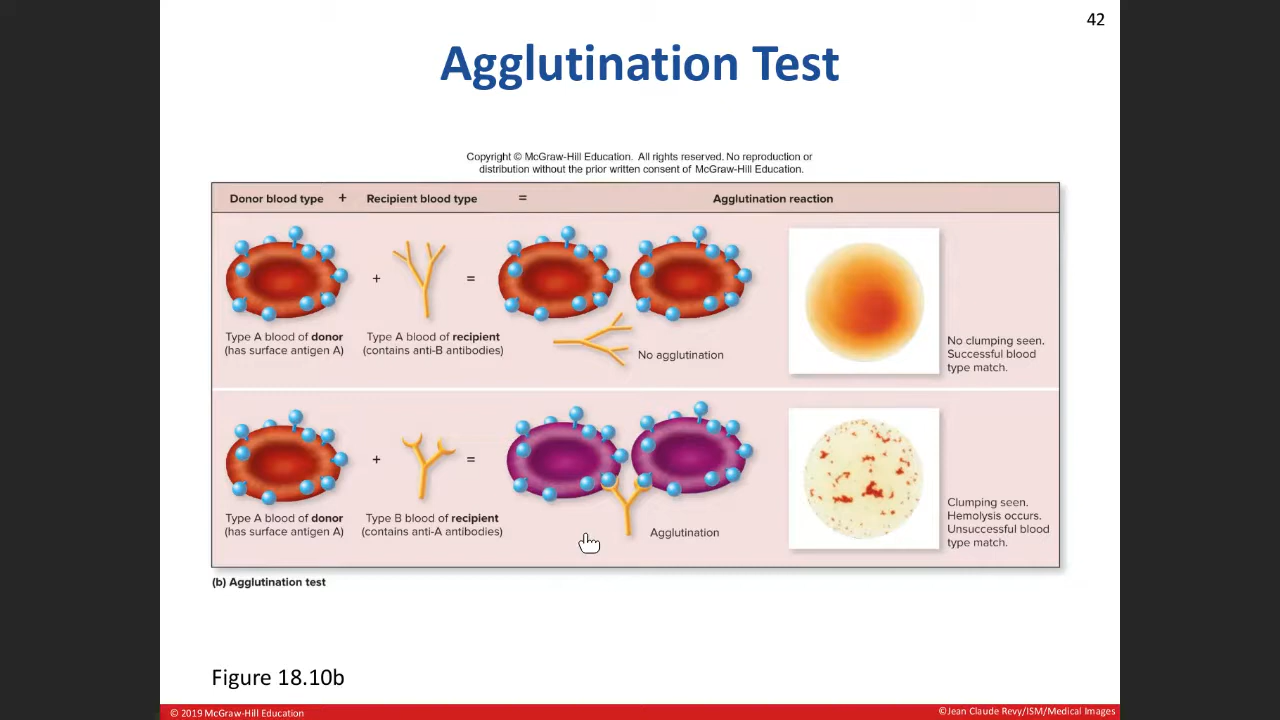 42
Agglutination Test
Copyright © McGraw-Hill Education. All rights reserved. No reproduction or
distribution without the prior written consent of McGraw-Hill Education.
Donor blood type + Recipient blood type = Agglutination reaction
+ =
Type A blood of donor
(has surface antigen A)
Type A blood of recipient
(contains anti-B antibodies)
No agglutination
No clumping seen.
Successful blood
type match.
+ =
Type A blood of donor
(has surface antigen A)
Type B blood of recipient
(contains anti-A antibodies)
Agglutination
Clumping seen.
Hemolysis occurs.
Unsuccessful blood
type match.
(b) Agglutination test
Figure 18.10b
© 2019 McGraw-Hill Education
©Jean Claude Revy/ISM/Medical Images